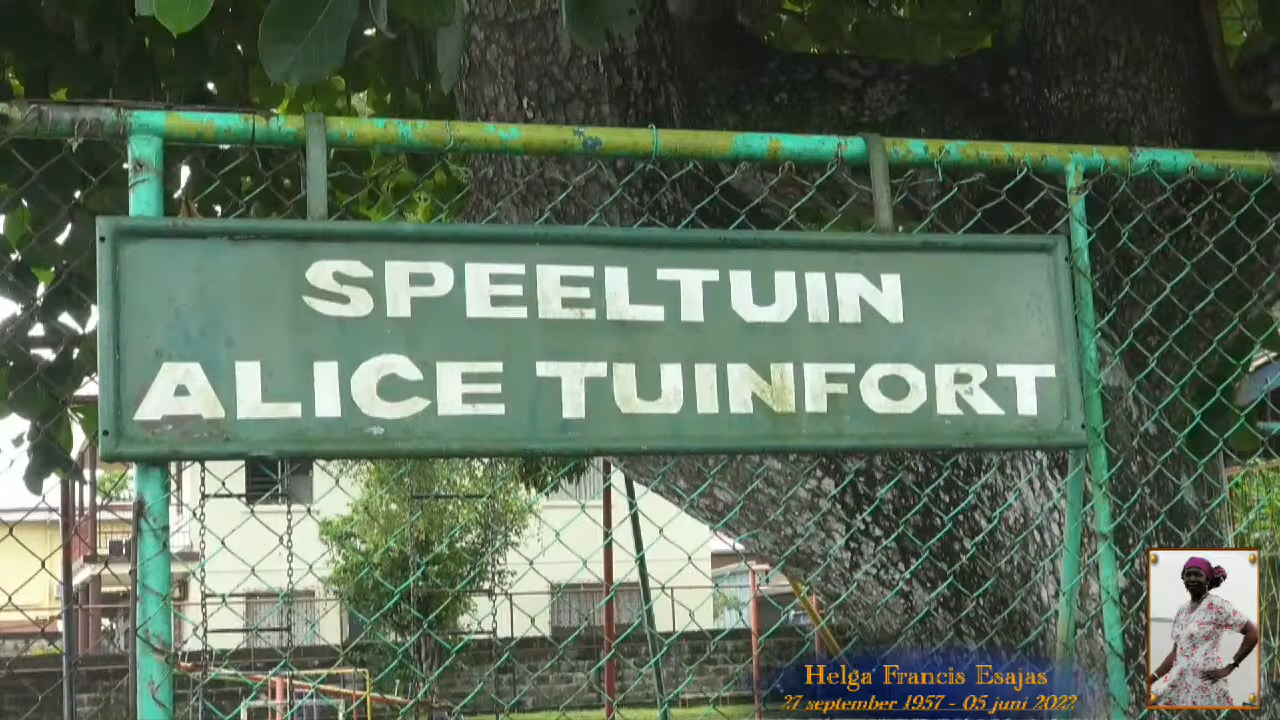 SPEELTUIN
ALICE TUINFORT
Helga Francis Esajas
27 september 1957 - 05 juni 2022